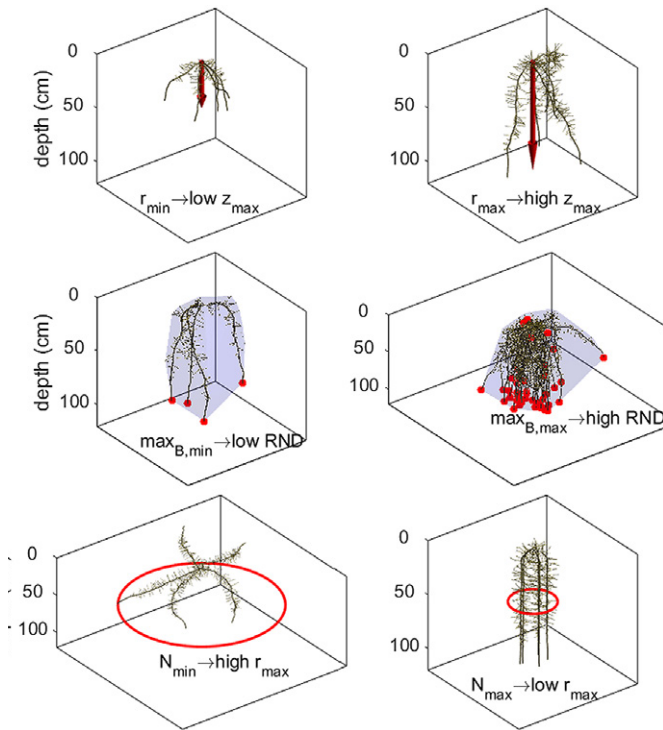 0
50
100
depth (cm)
r_min→low z_max
0
50
100
r_max→high z_max
0
50
100
depth (cm)
max_B,min→low RND
0
50
100
max_B,max→high RND
0
50
100
N_min→high r_max
0
50
100
N_max→low r_max